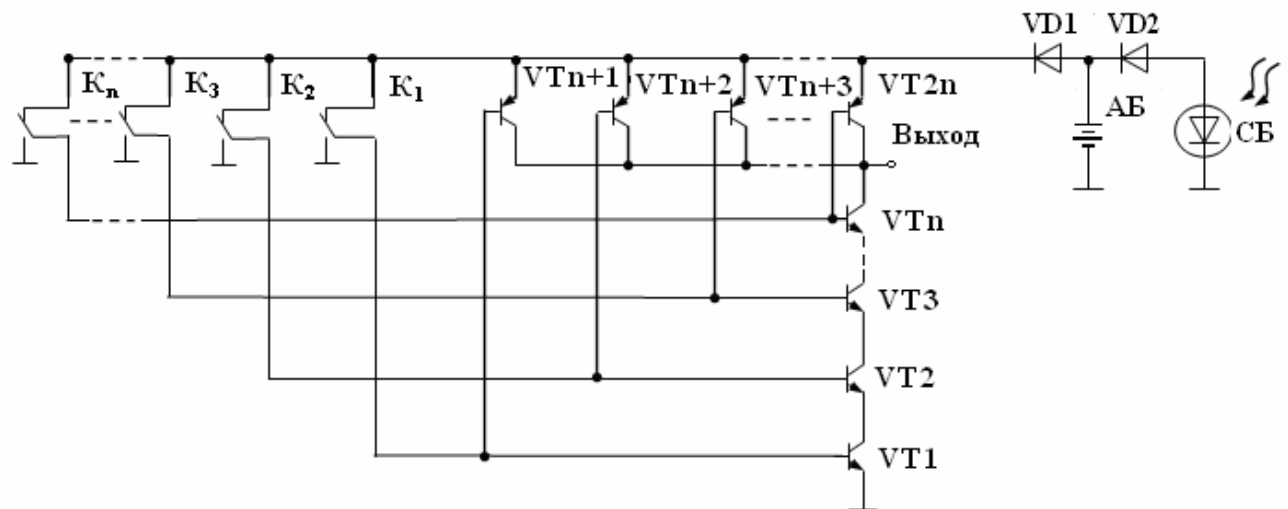 VD1 VD2
Kn K3 K2 K1 VTn+1 VTn+2 VTn+3 VT2n
АБ СБ
Выход
VTn
VT3
VT2
VT1